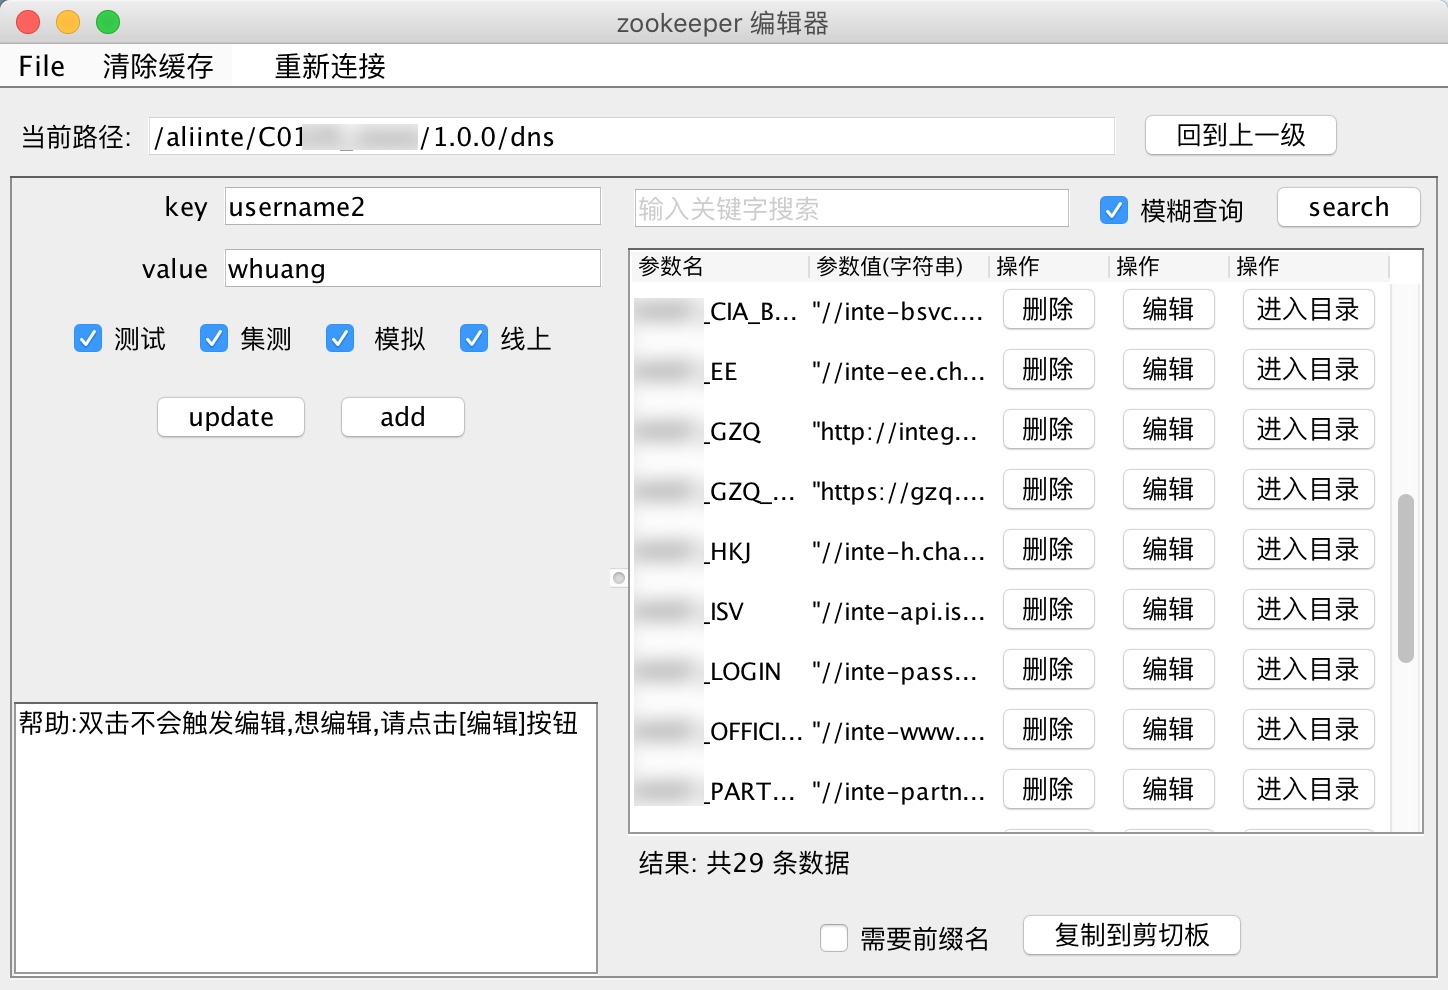 zookeeper 编辑器
File 清除缓存 重新连接
当前路径: /aliinte/C01 /1.0.0/dns 回到上一级
key username2
value whuang
测试 集测 模拟 线上
update add
帮助:双击不会触发编辑,想编辑,请点击[编辑]按钮
输入关键字搜索 模糊查询 search
参数名 参数值(字符串) 操作 操作 操作
_CIA_B... "//inte-bsvc.... 删除 编辑 进入目录
_EE "//inte-ee.ch... 删除 编辑 进入目录
_GZQ "http://integ... 删除 编辑 进入目录
_GZQ_... "https://gzq.... 删除 编辑 进入目录
_HKJ "//inte-h.cha... 删除 编辑 进入目录
_ISV "//inte-api.is... 删除 编辑 进入目录
_LOGIN "//inte-pass... 删除 编辑 进入目录
_OFFICI... "//inte-www.... 删除 编辑 进入目录
_PART... "//inte-partn... 删除 编辑 进入目录
结果: 共29 条数据
需要前缀名 复制到剪切板